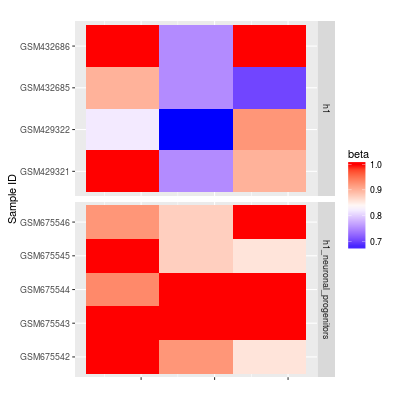 GSM432686
GSM432685
GSM429322
GSM429321
h1
GSM675546
GSM675545
GSM675544
GSM675543
GSM675542
h1_neuronal_progenitors
Sample ID
beta
1.0
0.9
0.8
0.7